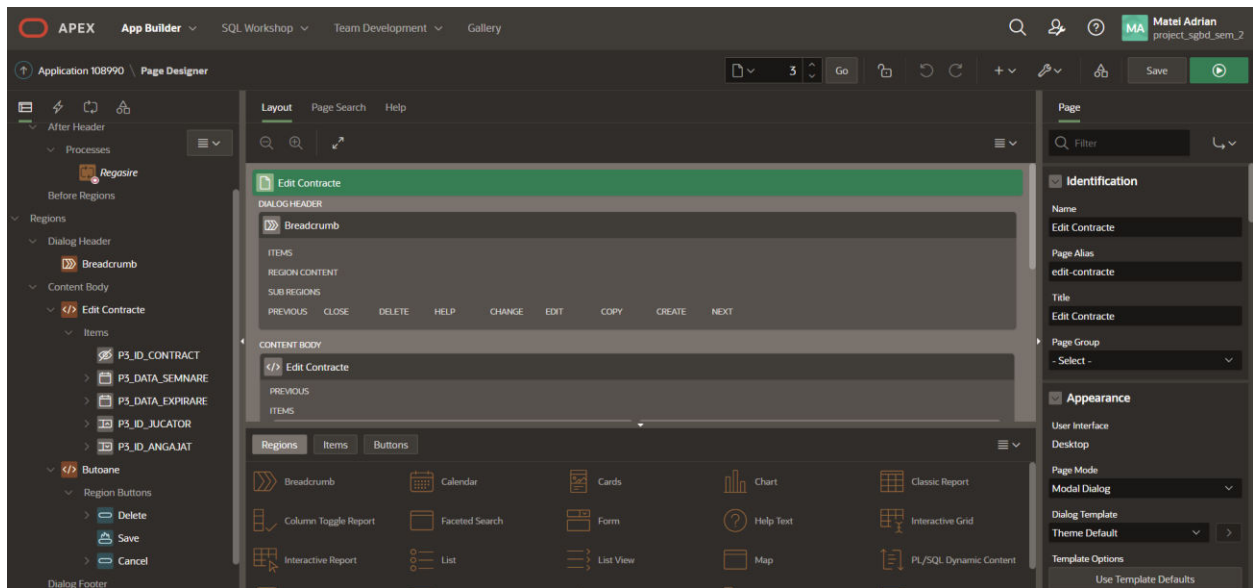 APEX App Builder SQL Workshop Team Development Gallery MA Matei Adrian
project_sgbd_sem_2
Application 108990 \ Page Designer 3 Go Save
After Header
Processes
Regasire
Before Regions
Regions
Dialog Header
Breadcrumb
Content Body
Edit Contracte
Items
P3_ID_CONTRACT
P3_DATA_SEMNARE
P3_DATA_EXPIRARE
P3_ID_JUCATOR
P3_ID_ANGAJAT
Butoane
Region Buttons
Delete
Save
Cancel
Dialog Footer
Layout Page Search Help
Edit Contracte
DIALOG HEADER
Breadcrumb
ITEMS
REGION CONTENT
SUB REGIONS
PREVIOUS CLOSE DELETE HELP CHANGE EDIT COPY CREATE NEXT
CONTENT BODY
Edit Contracte
PREVIOUS
ITEMS
Regions Items Buttons
Breadcrumb Calendar Cards Chart Classic Report
Column Toggle Report Faceted Search Form Help Text Interactive Grid
Interactive Report List List View Map PL/SQL Dynamic Content
Page
Filter
Identification
Name
Edit Contracte
Page Alias
edit-contracte
Title
Edit Contracte
Page Group
- Select -
Appearance
User Interface
Desktop
Page Mode
Modal Dialog
Dialog Template
Theme Default
Template Options
Use Template Defaults